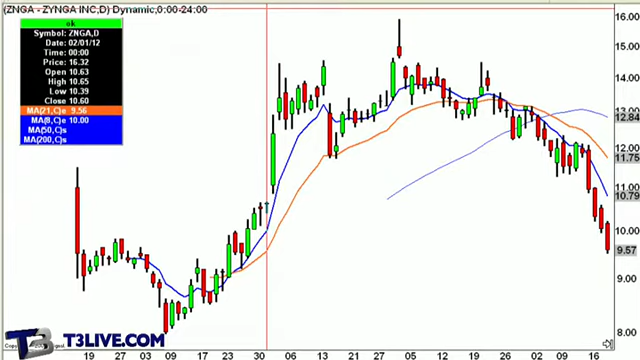 (ZNGA - ZYNGA INC,D) Dynamic,0:00-24:00
ok
Symbol: ZNGA,D
Date: 02/01/12
Time: 00:00
Price: 16.32
Open 10.63
High 10.65
Low 10.39
Close 10.60
MA(21,C)e 9.56
MA(8,C)e 10.00
MA(50,C)s
MA(200,C)s
16.00
15.00
14.00
13.00
12.84
12.00
11.75
11.00
10.79
10.00
9.57
9.00
8.00
T3 T3LIVE.COM
19 27 03 09 17 23 30 06 13 21 27 05 12 19 26 02 09 16